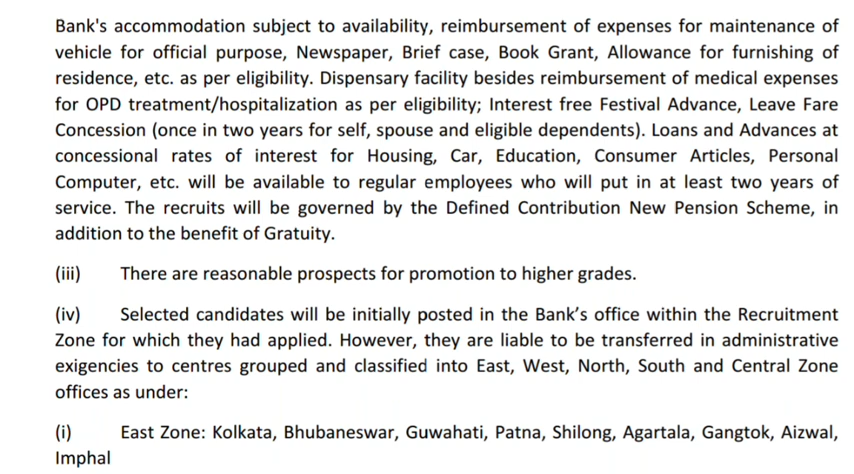 Bank's accommodation subject to availability, reimbursement of expenses for maintenance of
vehicle for official purpose, Newspaper, Brief case, Book Grant, Allowance for furnishing of
residence, etc. as per eligibility. Dispensary facility besides reimbursement of medical expenses
for OPD treatment/hospitalization as per eligibility; Interest free Festival Advance, Leave Fare
Concession (once in two years for self, spouse and eligible dependents). Loans and Advances at
concessional rates of interest for Housing, Car, Education, Consumer Articles, Personal
Computer, etc. will be available to regular employees who will put in at least two years of
service. The recruits will be governed by the Defined Contribution New Pension Scheme, in
addition to the benefit of Gratuity.
(iii) There are reasonable prospects for promotion to higher grades.
(iv) Selected candidates will be initially posted in the Bank's office within the Recruitment
Zone for which they had applied. However, they are liable to be transferred in administrative
exigencies to centres grouped and classified into East, West, North, South and Central Zone
offices as under:
(i) East Zone: Kolkata, Bhubaneswar, Guwahati, Patna, Shilong, Agartala, Gangtok, Aizwal,
Imphal